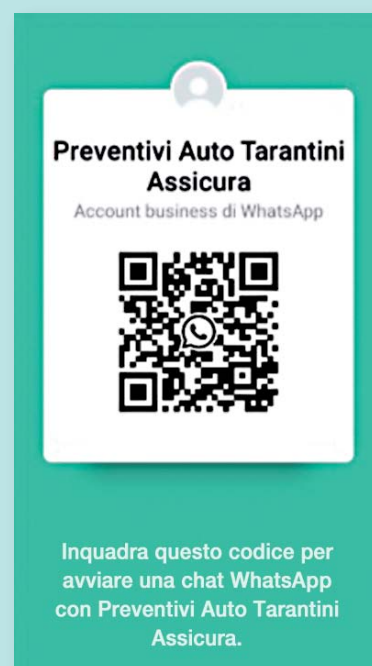 Preventivi Auto Tarantini
Assicura
Account business di WhatsApp
Inquadra questo codice per
avviare una chat WhatsApp
con Preventivi Auto Tarantini
Assicura.